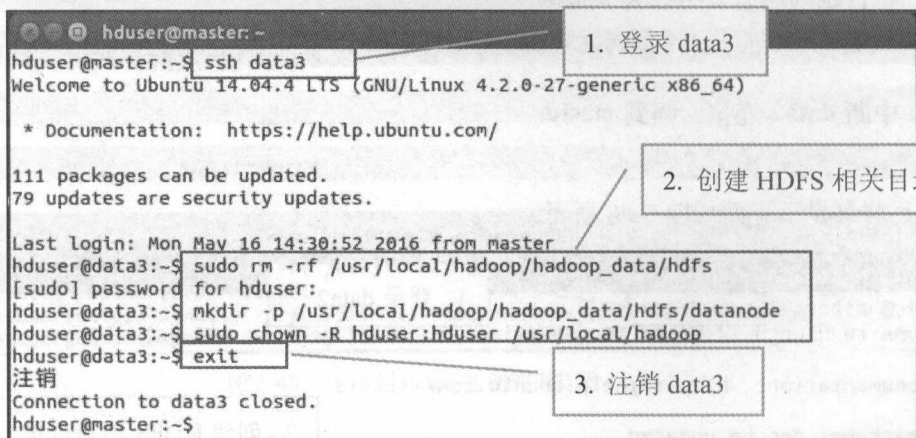 hduser@master: ~
1. 登录 data3
hduser@master:~$ ssh data3
Welcome to Ubuntu 14.04.4 LTS (GNU/Linux 4.2.0-27-generic x86_64)
* Documentation: https://help.ubuntu.com/
111 packages can be updated.
79 updates are security updates.
2. 创建 HDFS 相关目
Last login: Mon May 16 14:30:52 2016 from master
hduser@data3:~$ sudo rm -rf /usr/local/hadoop/hadoop_data/hdfs
[sudo] password for hduser:
hduser@data3:~$ mkdir -p /usr/local/hadoop/hadoop_data/hdfs/datanode
hduser@data3:~$ sudo chown -R hduser:hduser /usr/local/hadoop
hduser@data3:~$ exit
注销
3. 注销 data3
Connection to data3 closed.
hduser@master:~$